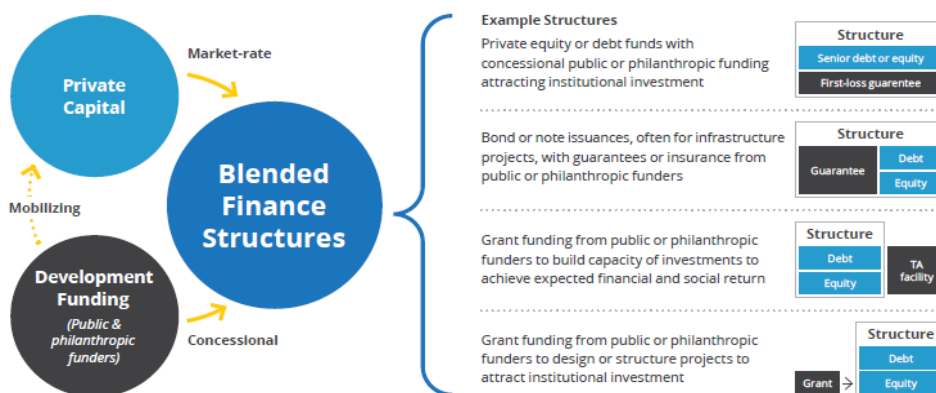 Private
Capital
Market-rate
Mobilizing
Blended
Finance
Structures
Development
Funding
(Public &
philanthropic
funders)
Concessional
Example Structures
Private equity or debt funds with
concessional public or philanthropic funding
attracting institutional investment
Structure
Senior debt or equity
First-loss guarentee
Bond or note issuances, often for infrastructure
projects, with guarantees or insurance from
public or philanthropic funders
Structure
Guarantee
Debt
Equity
Grant funding from public or philanthropic
funders to build capacity of investments to
achieve expected financial and social return
Structure
Debt
Equity
TA
facility
Grant funding from public or philanthropic
funders to design or structure projects to
attract institutional investment
Structure
Debt
Grant
Equity